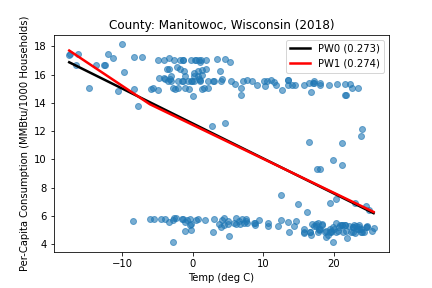 County: Manitowoc, Wisconsin (2018)
Per-Capita Consumption (MMBtu/1000 Households)
18
16
14
12
10
8
6
4
PW0 (0.273)
PW1 (0.274)
−10 0 10 20
Temp (deg C)